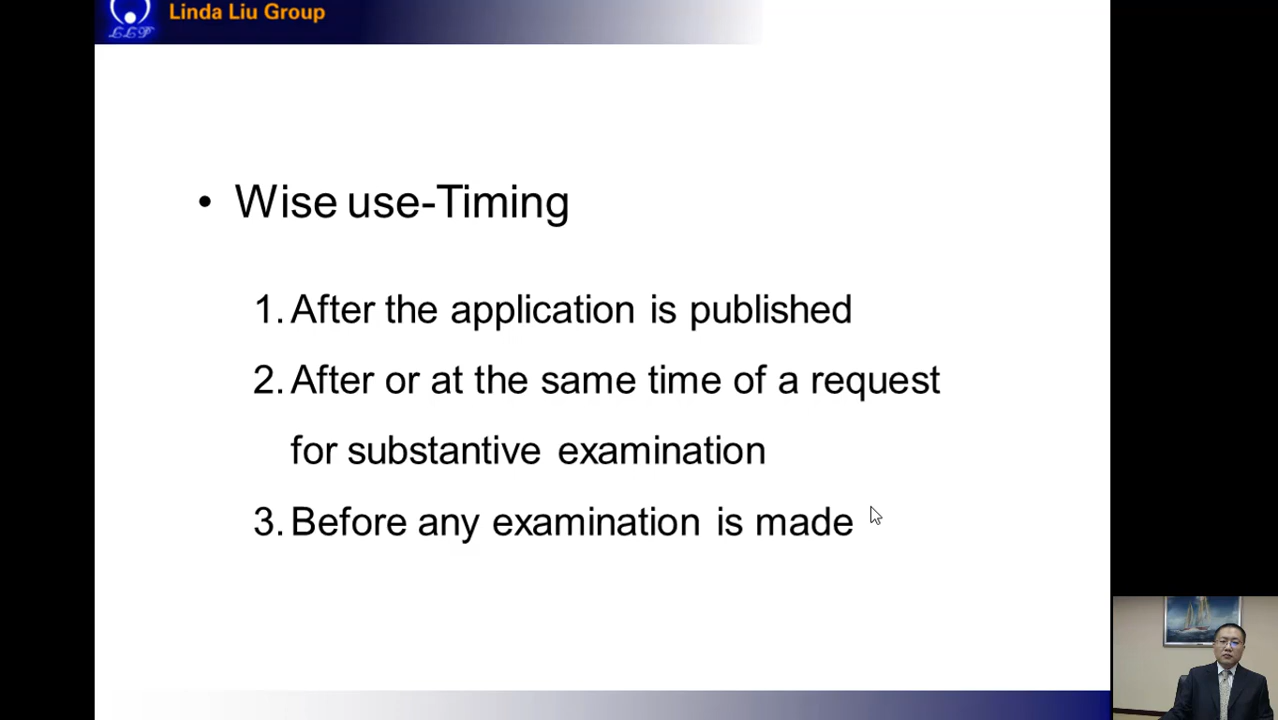 Linda Liu Group
LLP
• Wise use-Timing
1. After the application is published
2. After or at the same time of a request
for substantive examination
3. Before any examination is made